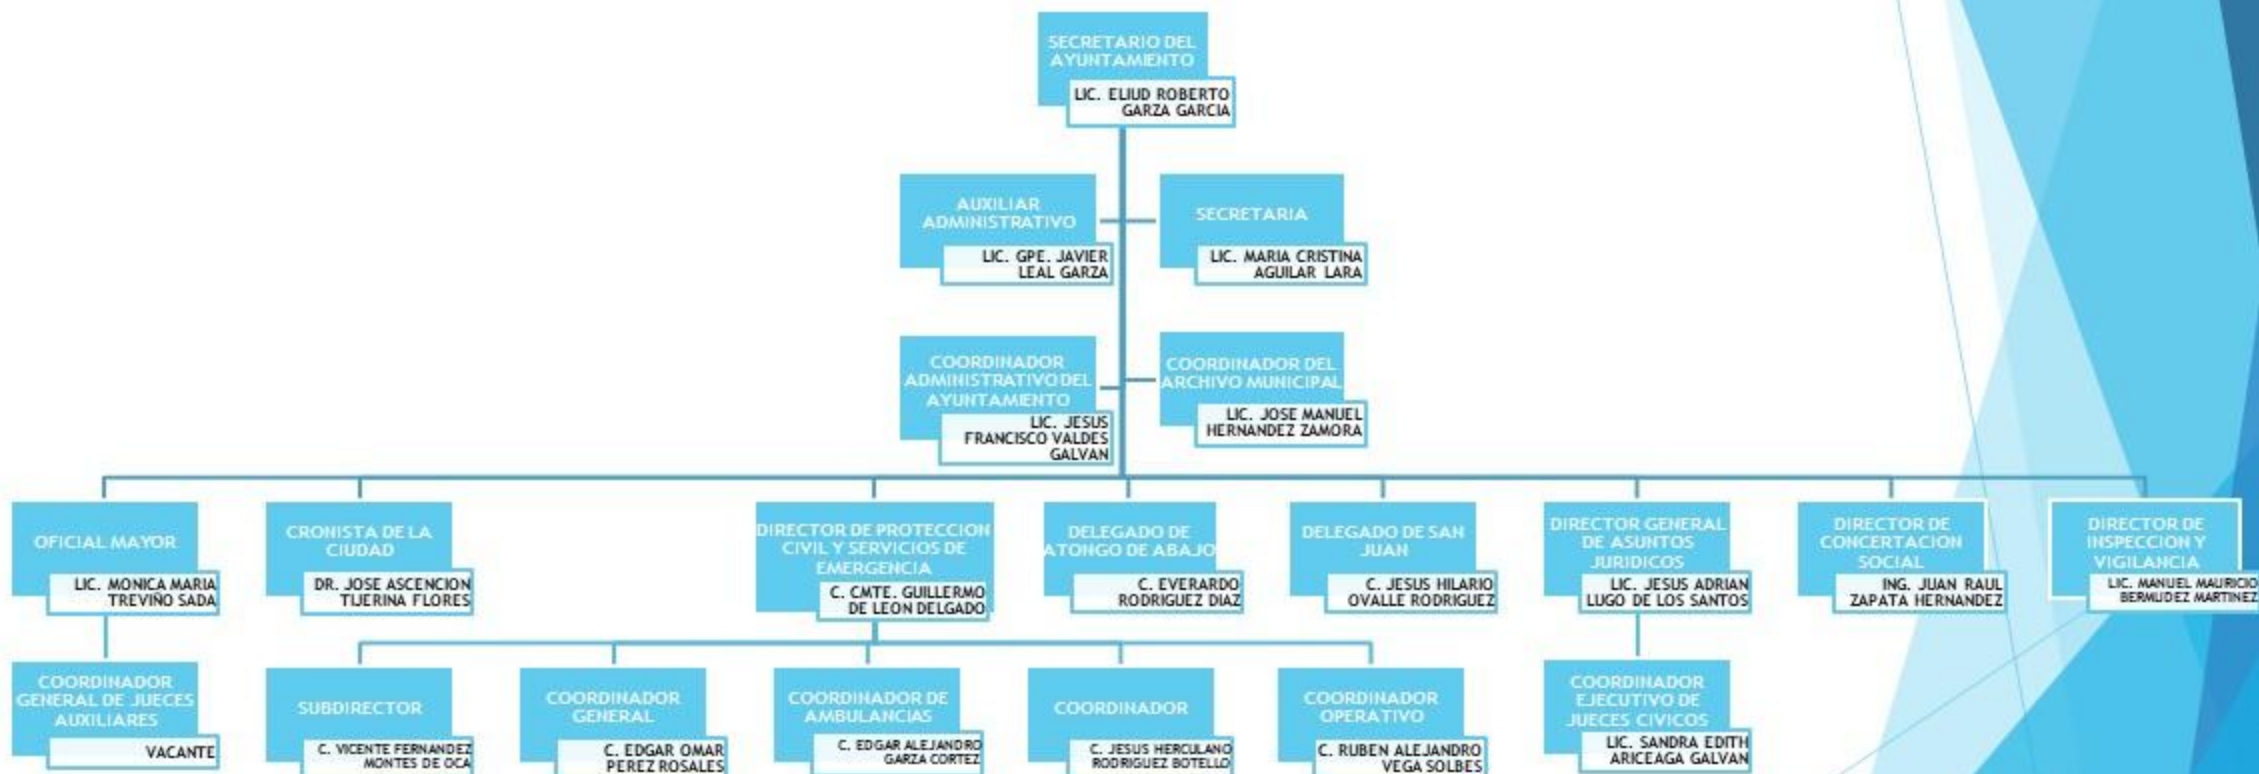 SECRETARIO DEL
AYUNTAMIENTO
LIC. ELIUD ROBERTO
GARZA GARCIA
AUXILIAR
ADMINISTRATIVO
LIC. GPE. JAVIER
LEAL GARZA
SECRETARIA
LIC. MARIA CRISTINA
AGUILAR LARA
COORDINADOR
ADMINISTRATIVO DEL
AYUNTAMIENTO
LIC. JESUS
FRANCISCO VALDES
GALVAN
COORDINADOR DEL
ARCHIVO MUNICIPAL
LIC. JOSE MANUEL
HERNANDEZ ZAMORA
OFICIAL MAYOR
LIC. MONICA MARIA
TREVIÑO SADA
CRONISTA DE LA
CIUDAD
DR. JOSE ASCENCION
TIJERINA FLORES
DIRECTOR DE PROTECCION
CIVIL Y SERVICIOS DE
EMERGENCIA
C. CMTE. GUILLERMO
DE LEON DELGADO
DELEGADO DE
ATONGO DE ABAJO
C. EVERARDO
RODRIGUEZ DIAZ
DELEGADO DE SAN
JUAN
C. JESUS HILARIO
OVALLE RODRIGUEZ
DIRECTOR GENERAL
DE ASUNTOS
JURIDICOS
LIC. JESUS ADRIAN
LUGO DE LOS SANTOS
DIRECTOR DE
CONCERTACION
SOCIAL
ING. JUAN RAUL
ZAPATA HERNANDEZ
DIRECTOR DE
INSPECCION Y
VIGILANCIA
LIC. MANUEL MAURICIO
BERMUDEZ MARTINEZ
COORDINADOR
GENERAL DE JUECES
AUXILIARES
VACANTE
SUBDIRECTOR
C. VICENTE FERNANDEZ
MONTES DE OCA
COORDINADOR
GENERAL
C. EDGAR OMAR
PEREZ ROSALES
COORDINADOR DE
AMBULANCIAS
C. EDGAR ALEJANDRO
GARZA CORTEZ
COORDINADOR
C. JESUS HERCULANO
RODRIGUEZ BOTELLO
COORDINADOR
OPERATIVO
C. RUBEN ALEJANDRO
VEGA SOLBES
COORDINADOR
EJECUTIVO DE
JUECES CIVICOS
LIC. SANDRA EDITH
ARICEAGA GALVAN